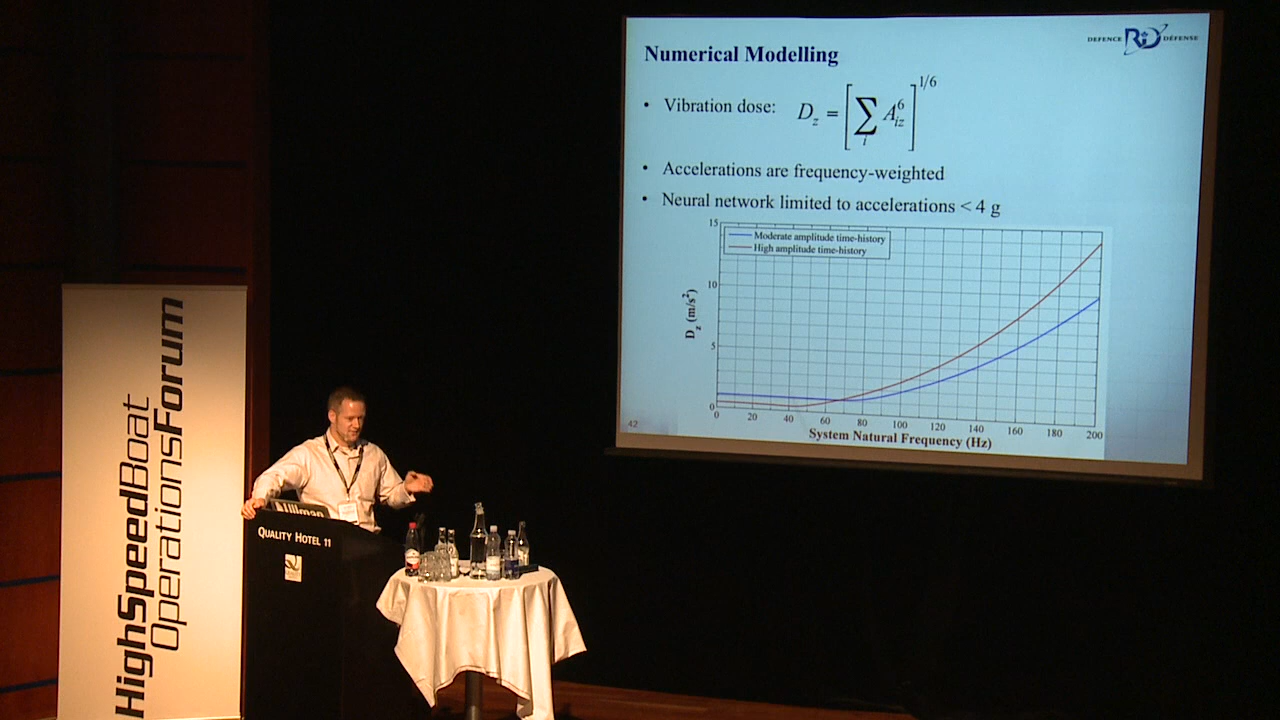 Numerical Modelling
DEFENCE R&D DÉFENSE
• Vibration dose: D_z = [∑_i A_iz^6]^1/6
• Accelerations are frequency-weighted
• Neural network limited to accelerations < 4 g
Moderate amplitude time-history
High amplitude time-history
15
10
5
0
D_z (m/s²)
0 20 40 60 80 100 120 140 160 180 200
System Natural Frequency (Hz)
42
HighSpeedBoat
OperationsForum
Ullman
QUALITY HOTEL 11